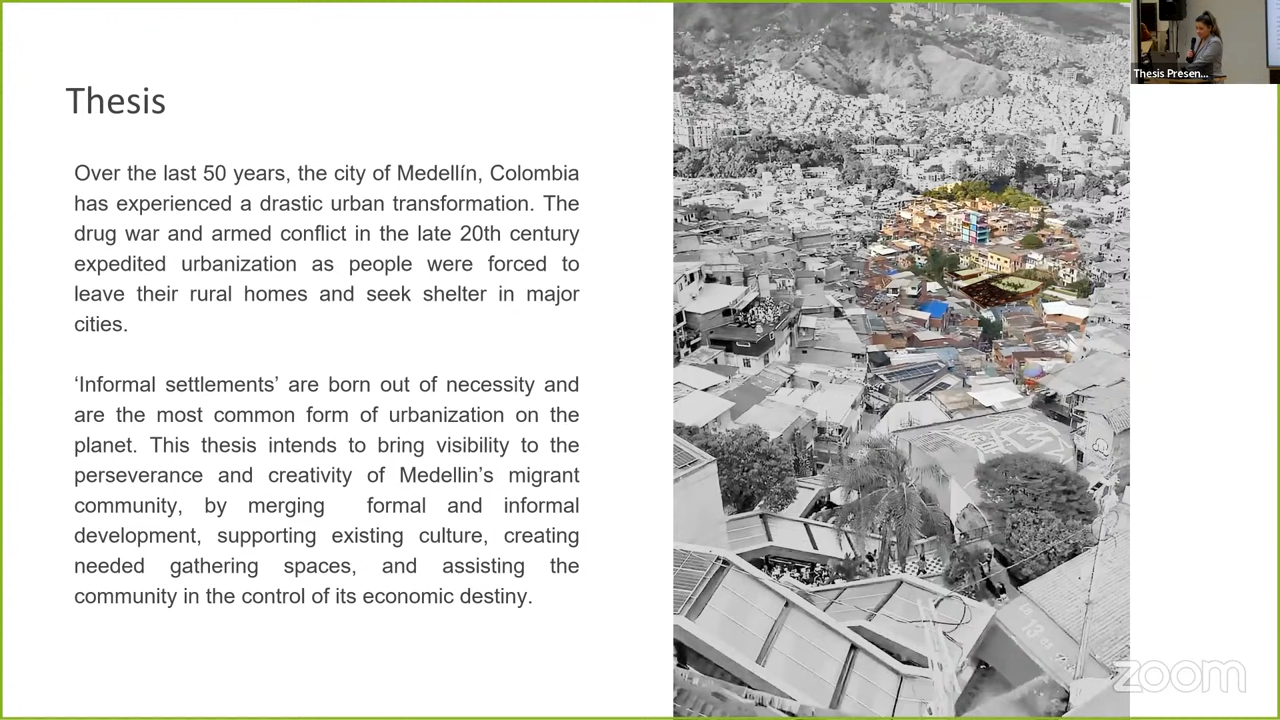 Thesis
Over the last 50 years, the city of Medellín, Colombia
has experienced a drastic urban transformation. The
drug war and armed conflict in the late 20th century
expedited urbanization as people were forced to
leave their rural homes and seek shelter in major
cities.
‘Informal settlements’ are born out of necessity and
are the most common form of urbanization on the
planet. This thesis intends to bring visibility to the
perseverance and creativity of Medellin’s migrant
community, by merging formal and informal
development, supporting existing culture, creating
needed gathering spaces, and assisting the
community in the control of its economic destiny.
Thesis Presen...
13
zoom